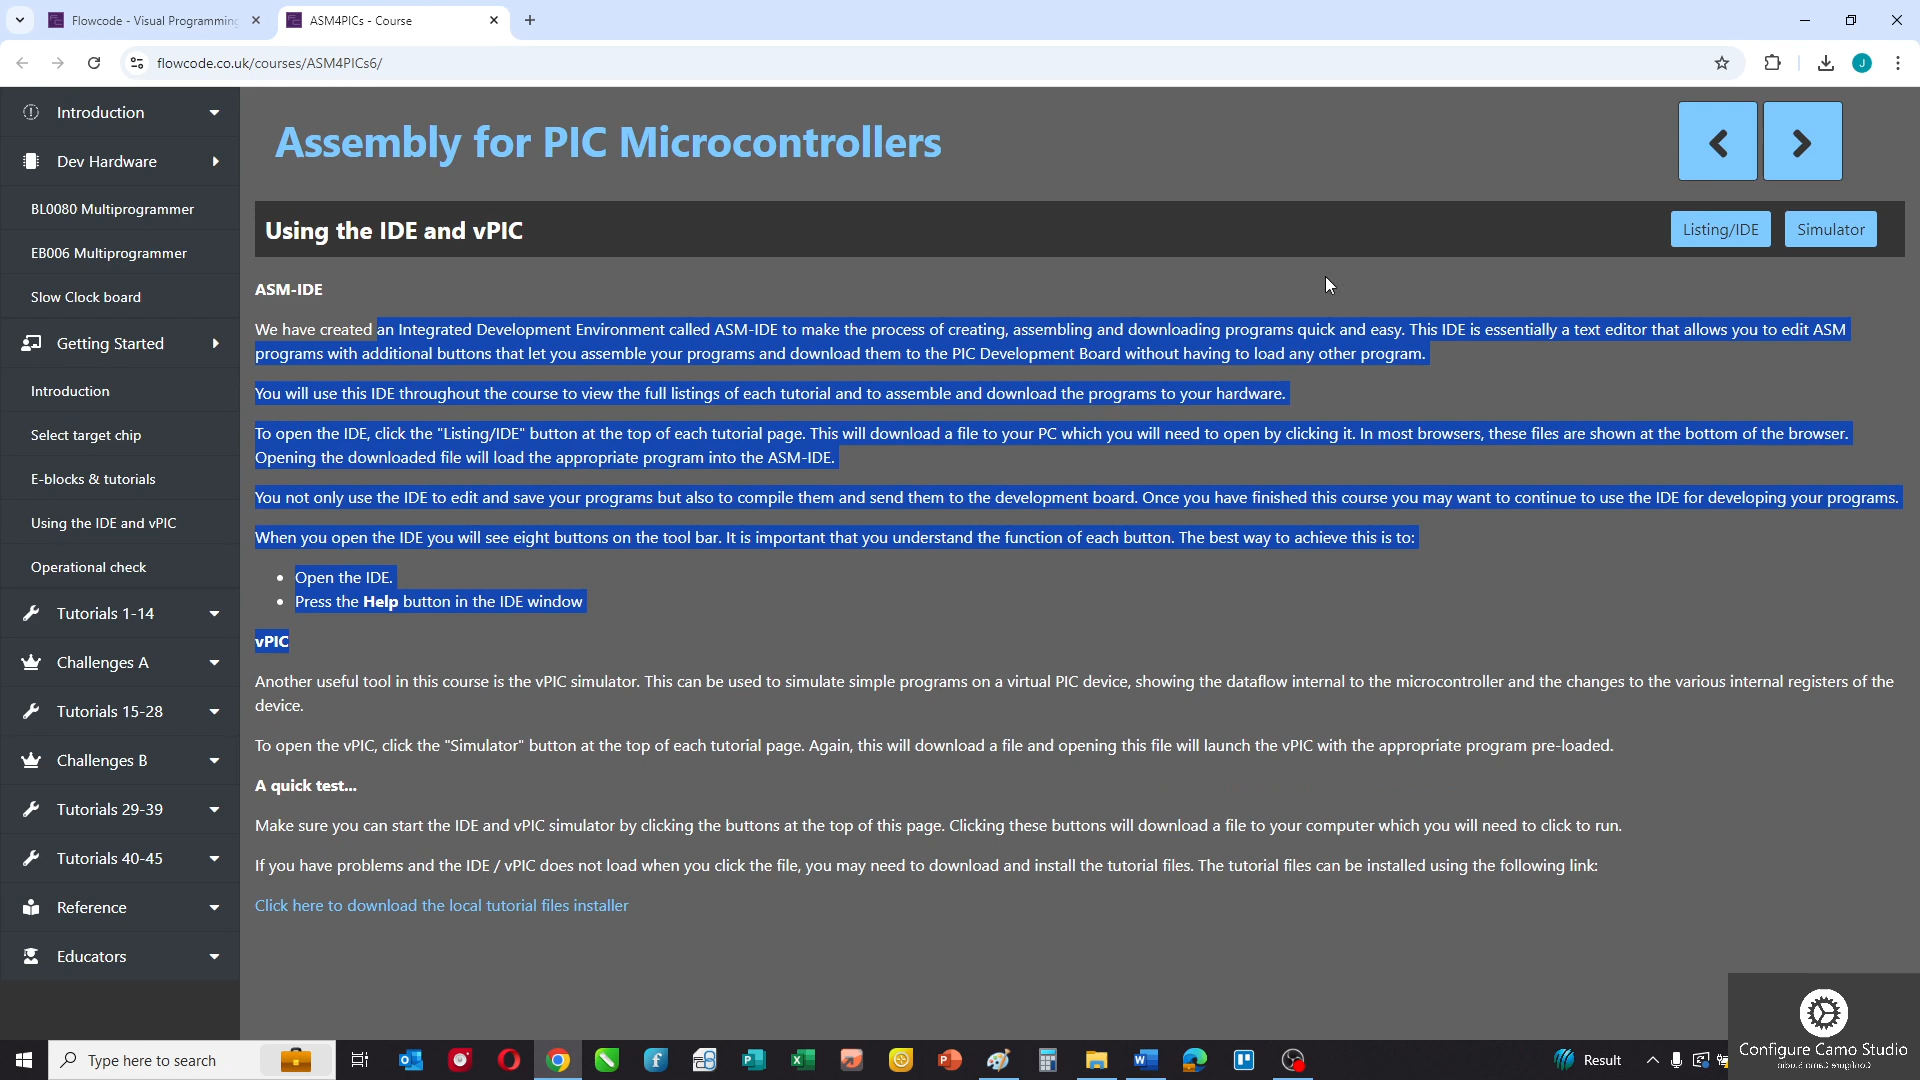 Flowcode - Visual Programming
ASM4PICs - Course
flowcode.co.uk/courses/ASM4PICs6/
J
Introduction
Dev Hardware
BL0080 Multiprogrammer
EB006 Multiprogrammer
Slow Clock board
Getting Started
Introduction
Select target chip
E-blocks & tutorials
Using the IDE and vPIC
Operational check
Tutorials 1-14
Challenges A
Tutorials 15-28
Challenges B
Tutorials 29-39
Tutorials 40-45
Reference
Educators
Assembly for PIC Microcontrollers
Using the IDE and vPIC
Listing/IDE
Simulator
ASM-IDE
We have created an Integrated Development Environment called ASM-IDE to make the process of creating, assembling and downloading programs quick and easy. This IDE is essentially a text editor that allows you to edit ASM
programs with additional buttons that let you assemble your programs and download them to the PIC Development Board without having to load any other program.
You will use this IDE throughout the course to view the full listings of each tutorial and to assemble and download the programs to your hardware.
To open the IDE, click the "Listing/IDE" button at the top of each tutorial page. This will download a file to your PC which you will need to open by clicking it. In most browsers, these files are shown at the bottom of the browser.
Opening the downloaded file will load the appropriate program into the ASM-IDE.
You not only use the IDE to edit and save your programs but also to compile them and send them to the development board. Once you have finished this course you may want to continue to use the IDE for developing your programs.
When you open the IDE you will see eight buttons on the tool bar. It is important that you understand the function of each button. The best way to achieve this is to:
• Open the IDE.
• Press the Help button in the IDE window
vPIC
Another useful tool in this course is the vPIC simulator. This can be used to simulate simple programs on a virtual PIC device, showing the dataflow internal to the microcontroller and the changes to the various internal registers of the
device.
To open the vPIC, click the "Simulator" button at the top of each tutorial page. Again, this will download a file and opening this file will launch the vPIC with the appropriate program pre-loaded.
A quick test...
Make sure you can start the IDE and vPIC simulator by clicking the buttons at the top of this page. Clicking these buttons will download a file to your computer which you will need to click to run.
If you have problems and the IDE / vPIC does not load when you click the file, you may need to download and install the tutorial files. The tutorial files can be installed using the following link:
Click here to download the local tutorial files installer
Type here to search
Result
Configure Camo Studio